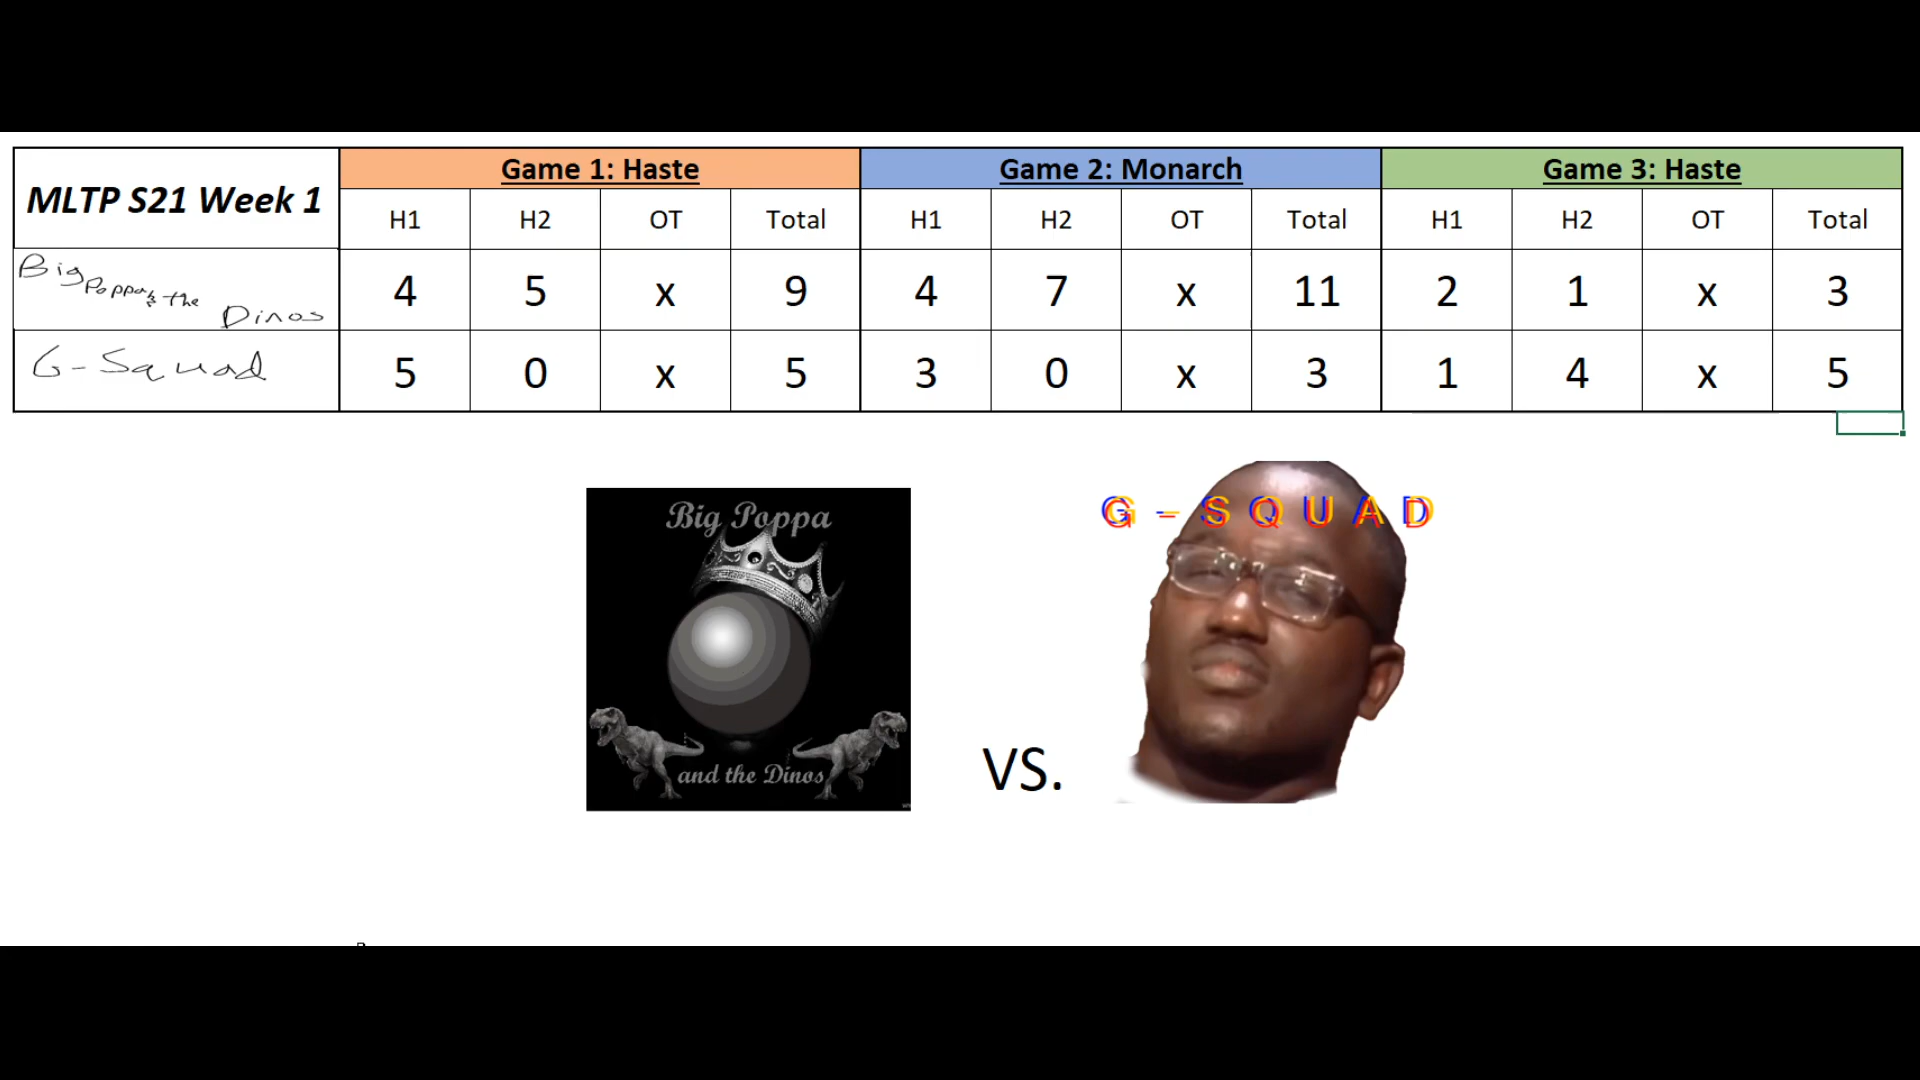 MLTP S21 Week 1
Game 1: Haste Game 2: Monarch Game 3: Haste
H1 H2 OT Total H1 H2 OT Total H1 H2 OT Total
Big Poppa & the Dinos 4 5 x 9 4 7 x 11 2 1 x 3
G-Squad 5 0 x 5 3 0 x 3 1 4 x 5
Big Poppa
and the Dinos
VS.
G-SQUAD